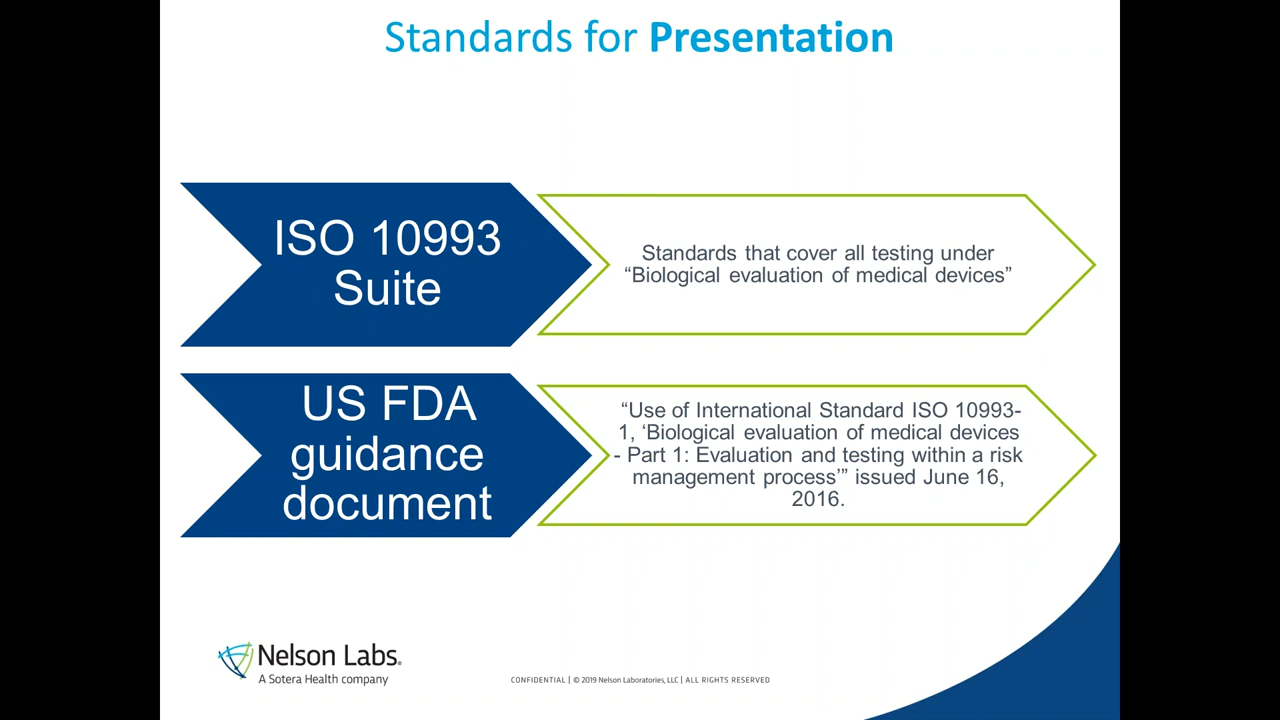 Standards for Presentation
ISO 10993
Suite
Standards that cover all testing under
“Biological evaluation of medical devices”
US FDA
guidance
document
“Use of International Standard ISO 10993-
1, ‘Biological evaluation of medical devices
- Part 1: Evaluation and testing within a risk
management process’” issued June 16,
2016.
Nelson Labs®
A Sotera Health company
CONFIDENTIAL | © 2019 Nelson Laboratories, LLC | ALL RIGHTS RESERVED